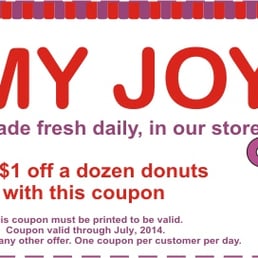 MY JOY
ade fresh daily, in our store
$1 off a dozen donuts
with this coupon
is coupon must be printed to be valid.
Coupon valid through July, 2014.
any other offer. One coupon per customer per day.